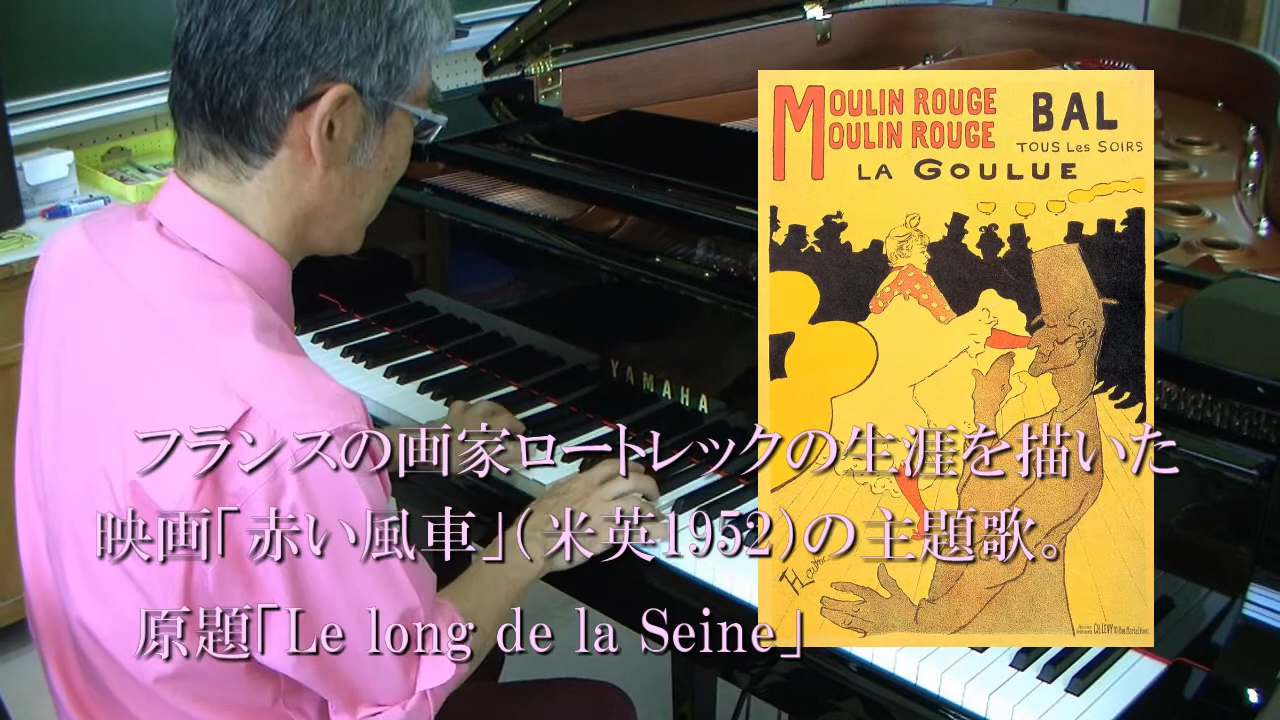 MOULIN ROUGE
MOULIN ROUGE
BAL
TOUS LES SOIRS
LA GOULUE
YAMAHA
フランスの画家ロートレックの生涯を描いた
映画「赤い風車」（米英1952）の主題歌。
原題「Le long de la Seine」